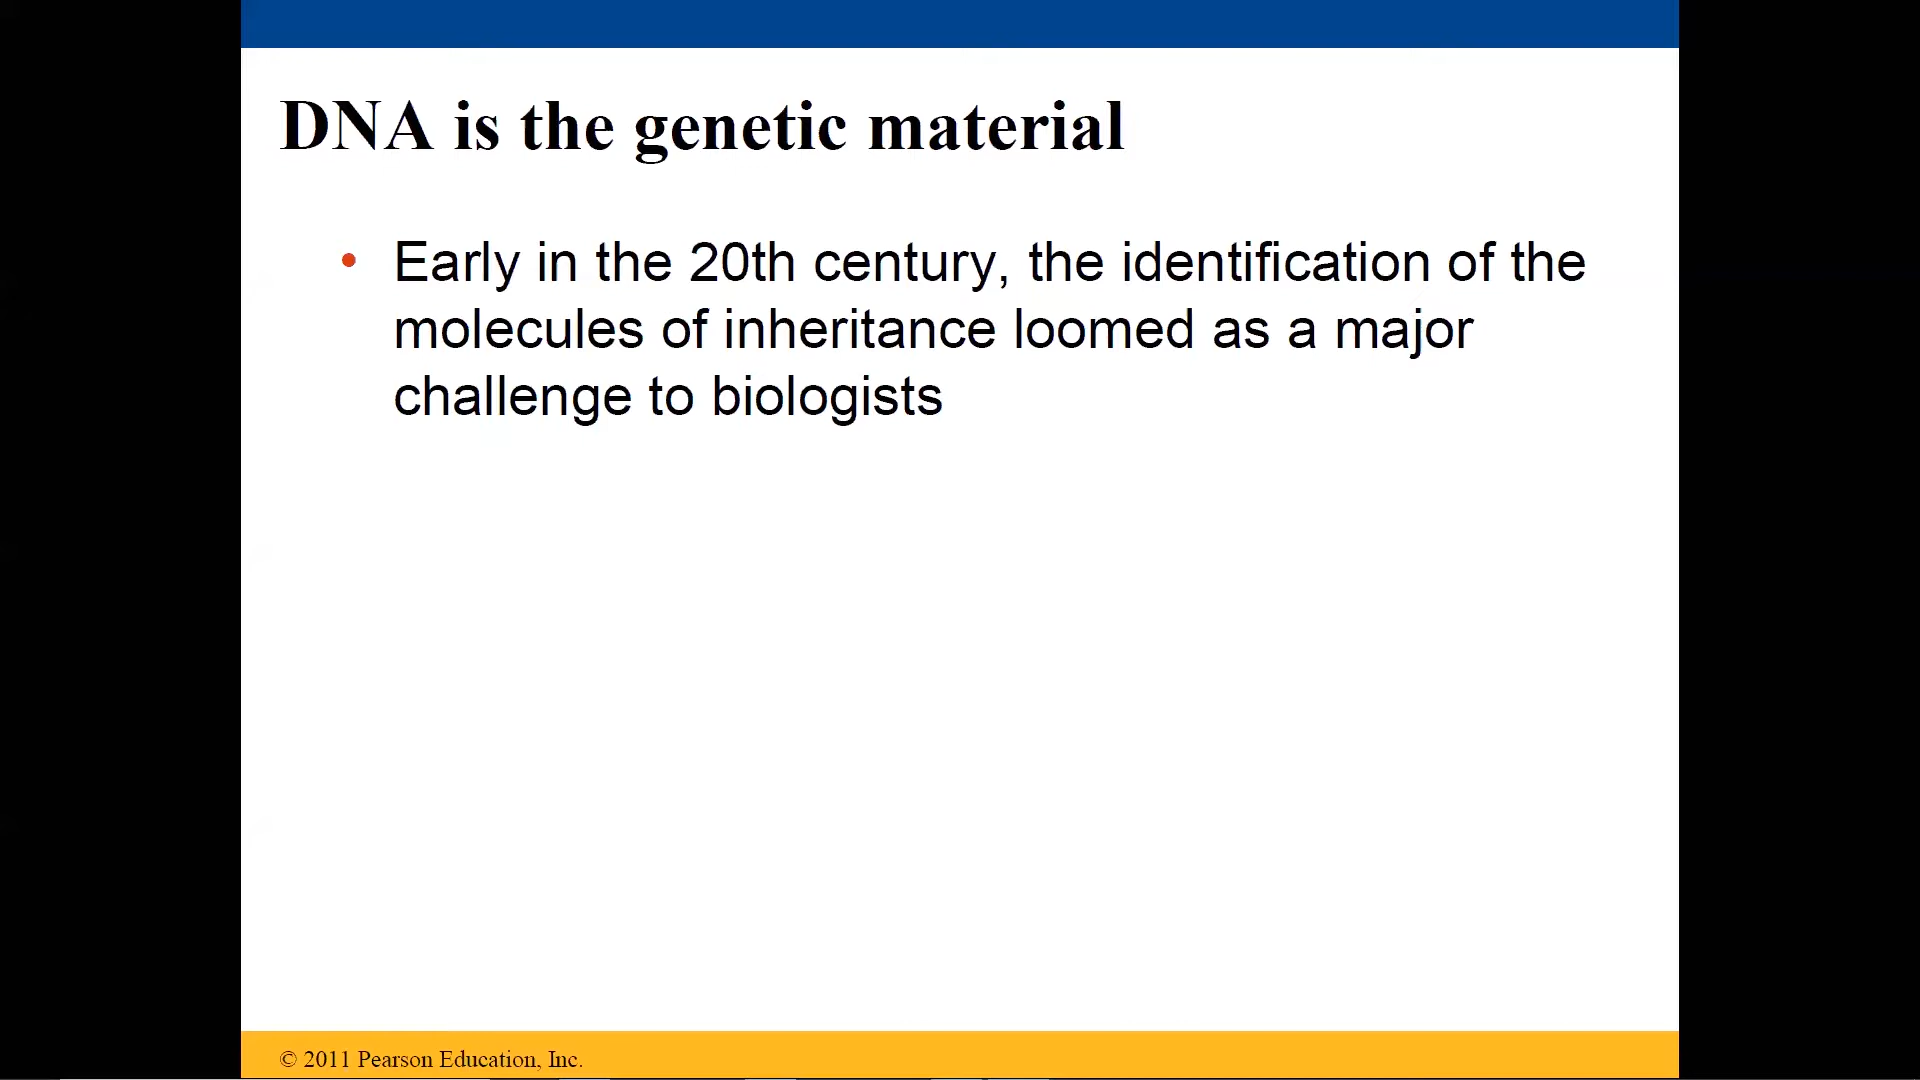 DNA is the genetic material
• Early in the 20th century, the identification of the
molecules of inheritance loomed as a major
challenge to biologists
© 2011 Pearson Education, Inc.